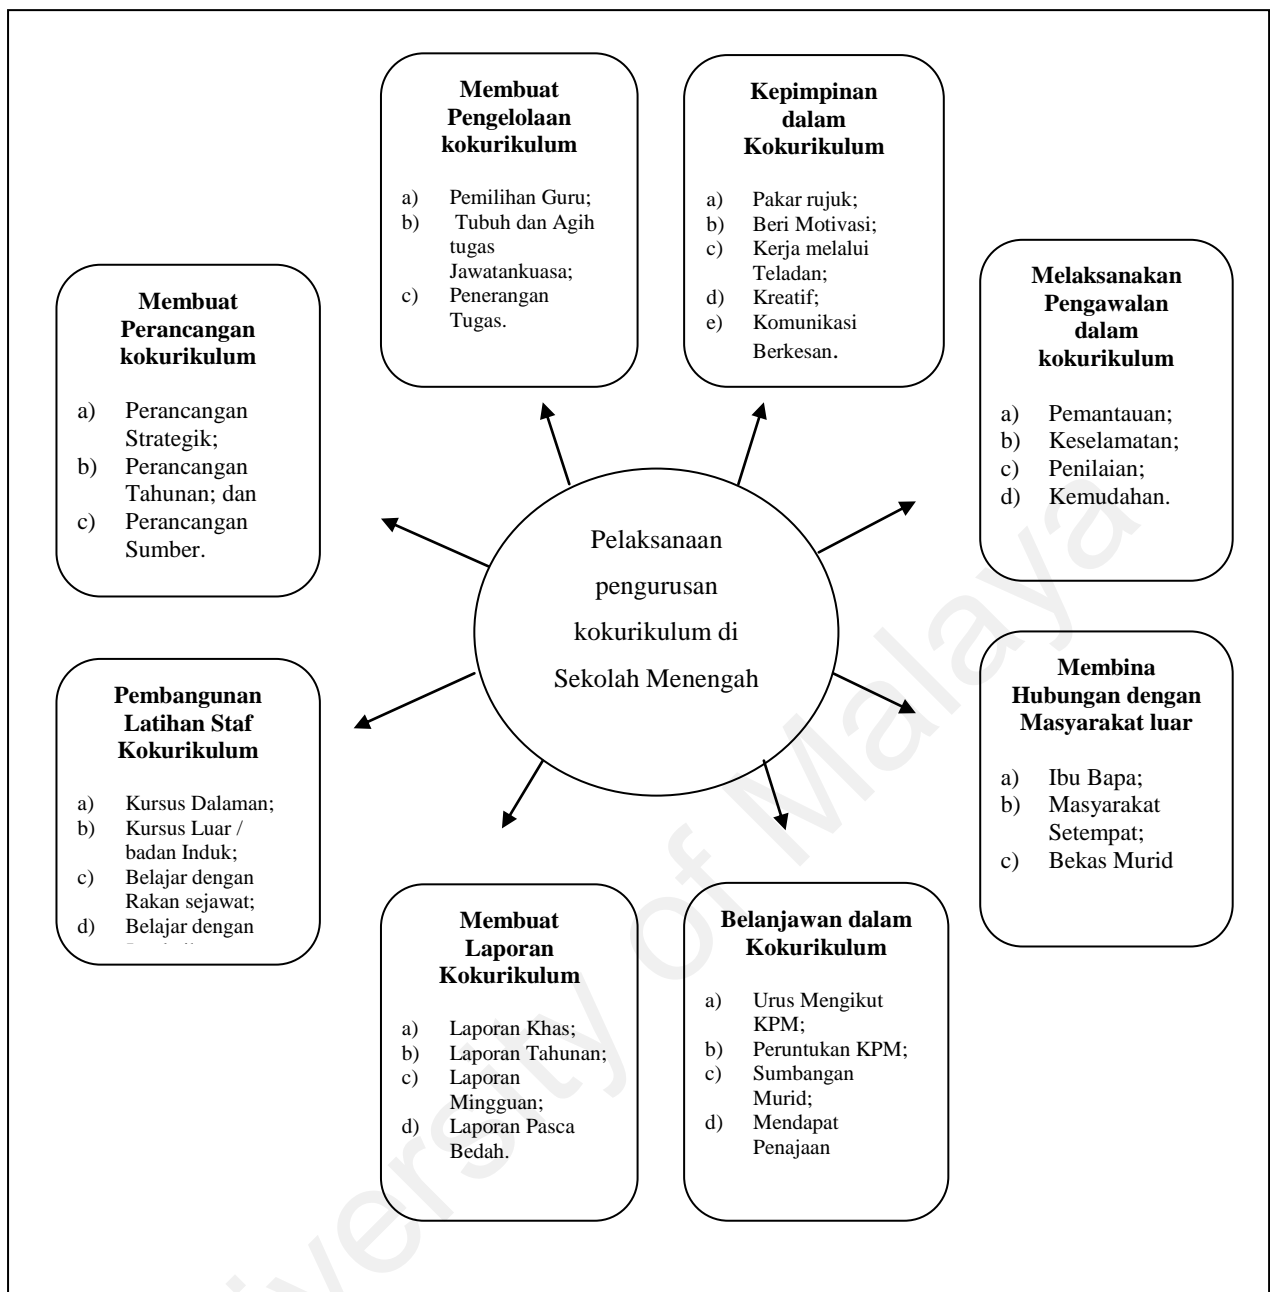 Membuat
Pengelolaan
kokurikulum
a) Pemilihan Guru;
b) Tubuh dan Agih
tugas
Jawatankuasa;
c) Penerangan
Tugas.
Kepimpinan
dalam
Kokurikulum
a) Pakar rujuk;
b) Beri Motivasi;
c) Kerja melalui
Teladan;
d) Kreatif;
e) Komunikasi
Berkesan.
Membuat
Perancangan
kokurikulum
a) Perancangan
Strategik;
b) Perancangan
Tahunan; dan
c) Perancangan
Sumber.
Melaksanakan
Pengawalan
dalam
kokurikulum
a) Pemantauan;
b) Keselamatan;
c) Penilaian;
d) Kemudahan.
Pelaksanaan
pengurusan
kokurikulum di
Sekolah Menengah
Pembangunan
Latihan Staf
Kokurikulum
a) Kursus Dalaman;
b) Kursus Luar /
badan Induk;
c) Belajar dengan
Rakan sejawat;
d) Belajar dengan
Membina
Hubungan dengan
Masyarakat luar
a) Ibu Bapa;
b) Masyarakat
Setempat;
c) Bekas Murid
Membuat
Laporan
Kokurikulum
a) Laporan Khas;
b) Laporan Tahunan;
c) Laporan
Mingguan;
d) Laporan Pasca
Bedah.
Belanjawan dalam
Kokurikulum
a) Urus Mengikut
KPM;
b) Peruntukan KPM;
c) Sumbangan
Murid;
d) Mendapat
Penajaan
iversity of Malaya